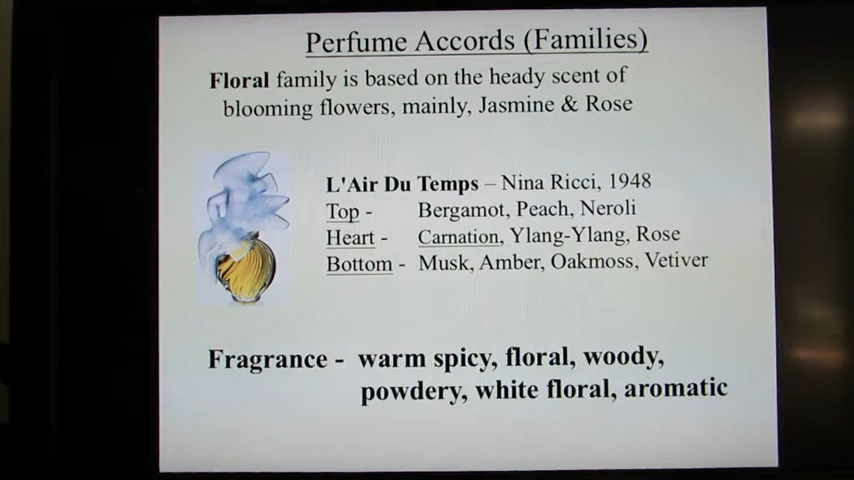 Perfume Accords (Families)
Floral family is based on the heady scent of
blooming flowers, mainly, Jasmine & Rose
L'Air Du Temps – Nina Ricci, 1948
Top - Bergamot, Peach, Neroli
Heart - Carnation, Ylang-Ylang, Rose
Bottom - Musk, Amber, Oakmoss, Vetiver
Fragrance - warm spicy, floral, woody,
powdery, white floral, aromatic